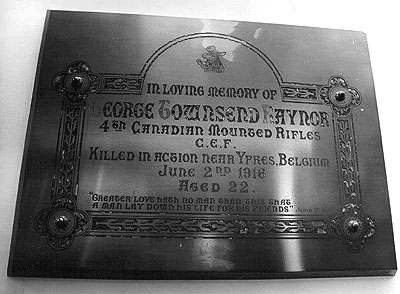 IN LOVING MEMORY OF
GEORGE TOWNSEND RAYNOR
4TH CANADIAN MOUNTED RIFLES
C.E.F.
KILLED IN ACTION NEAR YPRES, BELGIUM
JUNE 2ND 1916
AGED 22.
"GREATER LOVE HATH NO MAN THAN THIS THAT
A MAN LAY DOWN HIS LIFE FOR HIS FRIENDS"